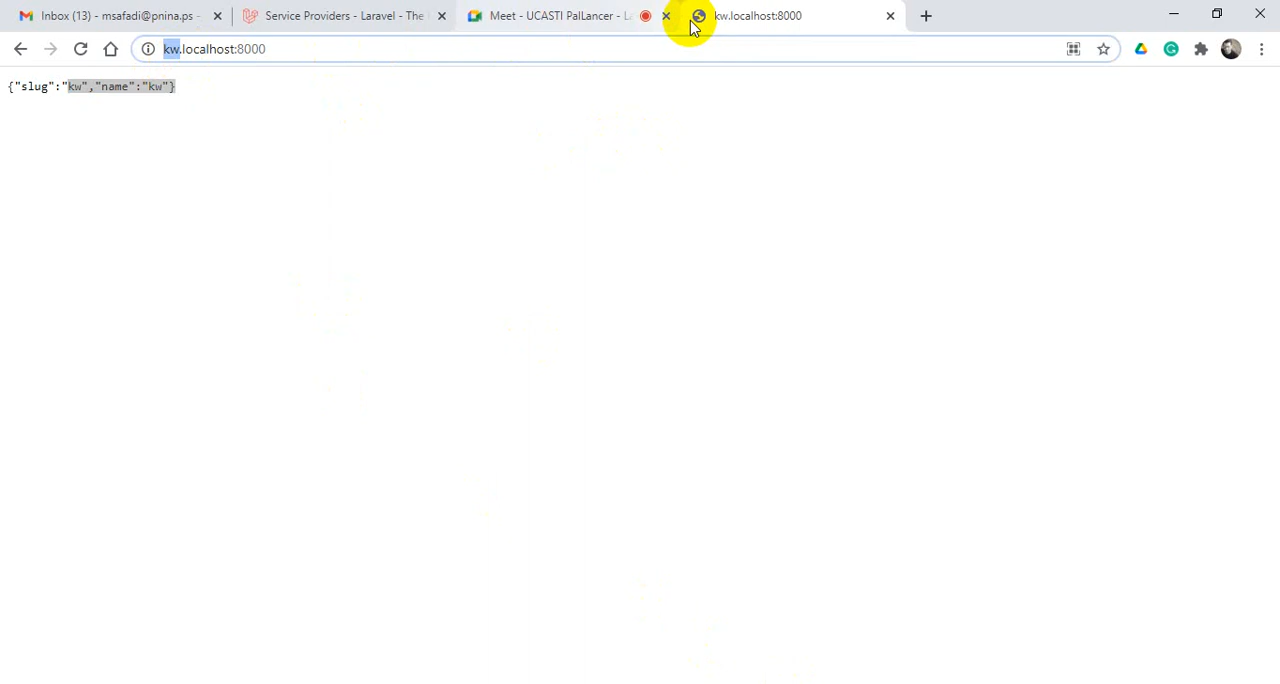 Inbox (13) - msafadi@pnina.ps -
Service Providers - Laravel - The
Meet - UCASTI PalLancer - La
kw.localhost:8000
kw.localhost:8000
{"slug":"kw","name":"kw"}